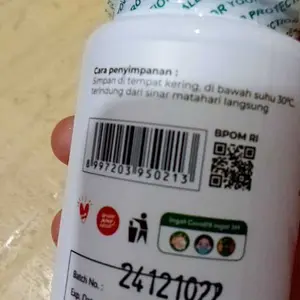 Cara penyimpanan :
Simpan di tempat kering, di bawah suhu 30°C,
terlindung dari sinar matahari langsung
BPOM RI
8 997203 950213
Ingat Covid19 Ingat 3M
Batch No. :
24121022